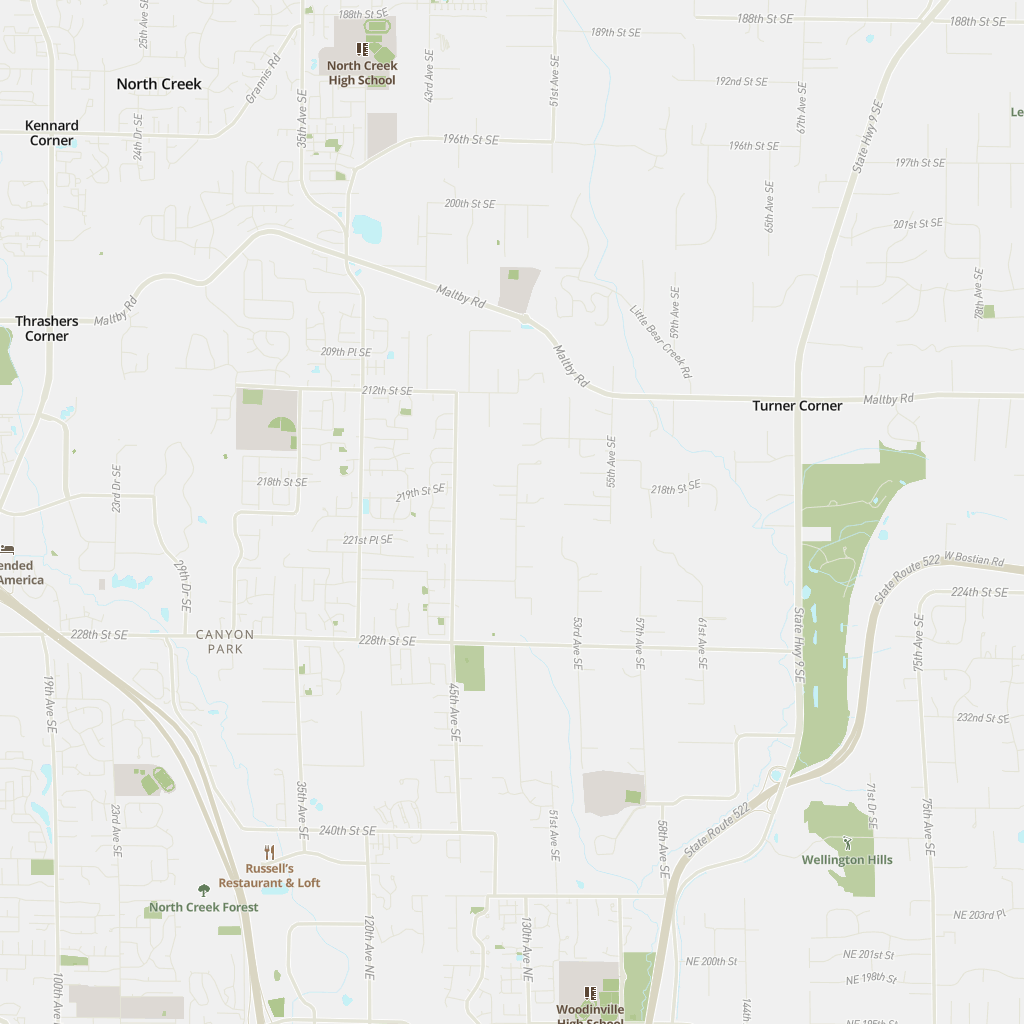 188th St SE
188th St SE
188th St SE
25th Ave SE
189th St SE
North Creek
High School
43rd Ave SE
51st Ave SE
North Creek
Grannis Rd
192nd St SE
67th Ave SE
State Hwy 9 SE
Le
Kennard
Corner
24th Dr SE
35th Ave SE
196th St SE
196th St SE
197th St SE
200th St SE
65th Ave SE
201st St SE
Maltby Rd
Maltby Rd
Thrashers
Corner
Little Bear Creek Rd
59th Ave SE
78th Ave SE
209th Pl SE
Maltby Rd
212th St SE
Turner Corner
Maltby Rd
23rd Dr SE
218th St SE
219th St SE
55th Ave SE
218th St SE
221st Pl SE
ended
America
29th Dr SE
State Route 522
W Bostian Rd
224th St SE
228th St SE
CANYON
PARK
228th St SE
53rd Ave SE
57th Ave SE
61st Ave SE
State Hwy 9 SE
75th Ave SE
19th Ave SE
45th Ave SE
232nd St SE
23rd Ave SE
35th Ave SE
240th St SE
51st Ave SE
58th Ave SE
State Route 522
71st Dr SE
75th Ave SE
Wellington Hills
Russell's
Restaurant & Loft
North Creek Forest
120th Ave NE
130th Ave NE
NE 203rd Pl
NE 200th St
NE 201st St
NE 198th St
100th Ave NE
144th
Woodinville
High School
NE 195th St